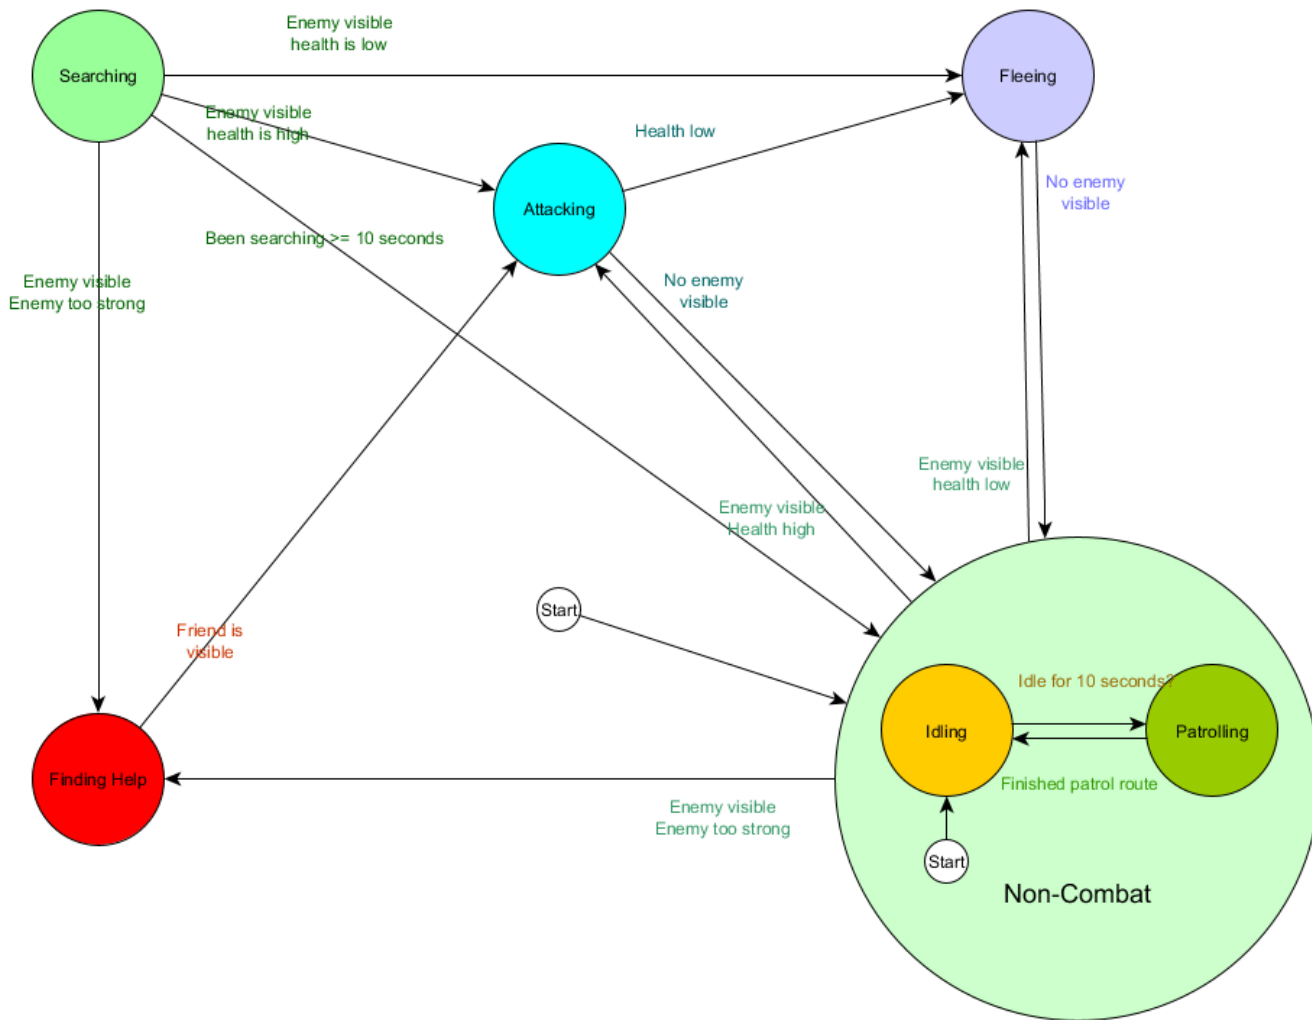 Enemy visible
health is low
Searching
Fleeing
Enemy visible
health is high
Health low
No enemy
visible
Attacking
Been searching >= 10 seconds
Enemy visible
Enemy too strong
No enemy
visible
Enemy visible
health low
Enemy visible
Health high
Start
Friend is
visible
Idle for 10 seconds?
Idling
Patrolling
Finding Help
Finished patrol route
Enemy visible
Enemy too strong
Start
Non-Combat